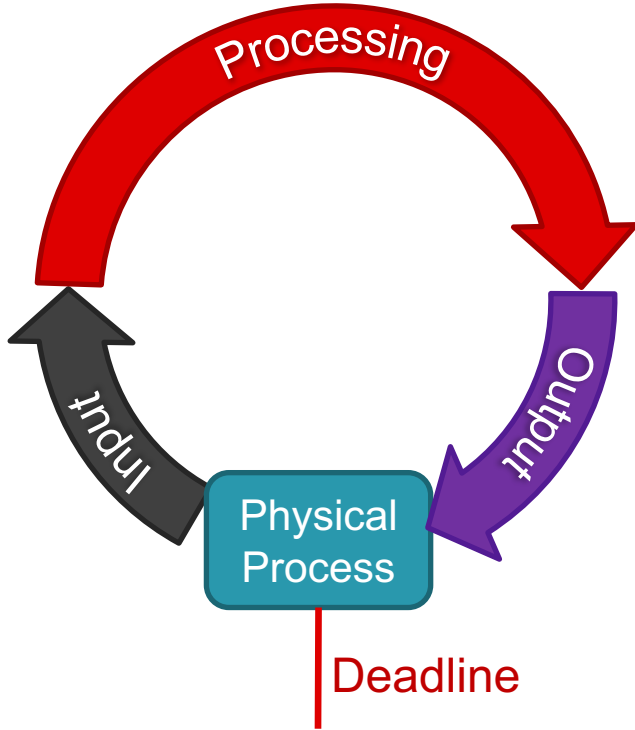 Processing
Input
Output
Physical
Process
Deadline